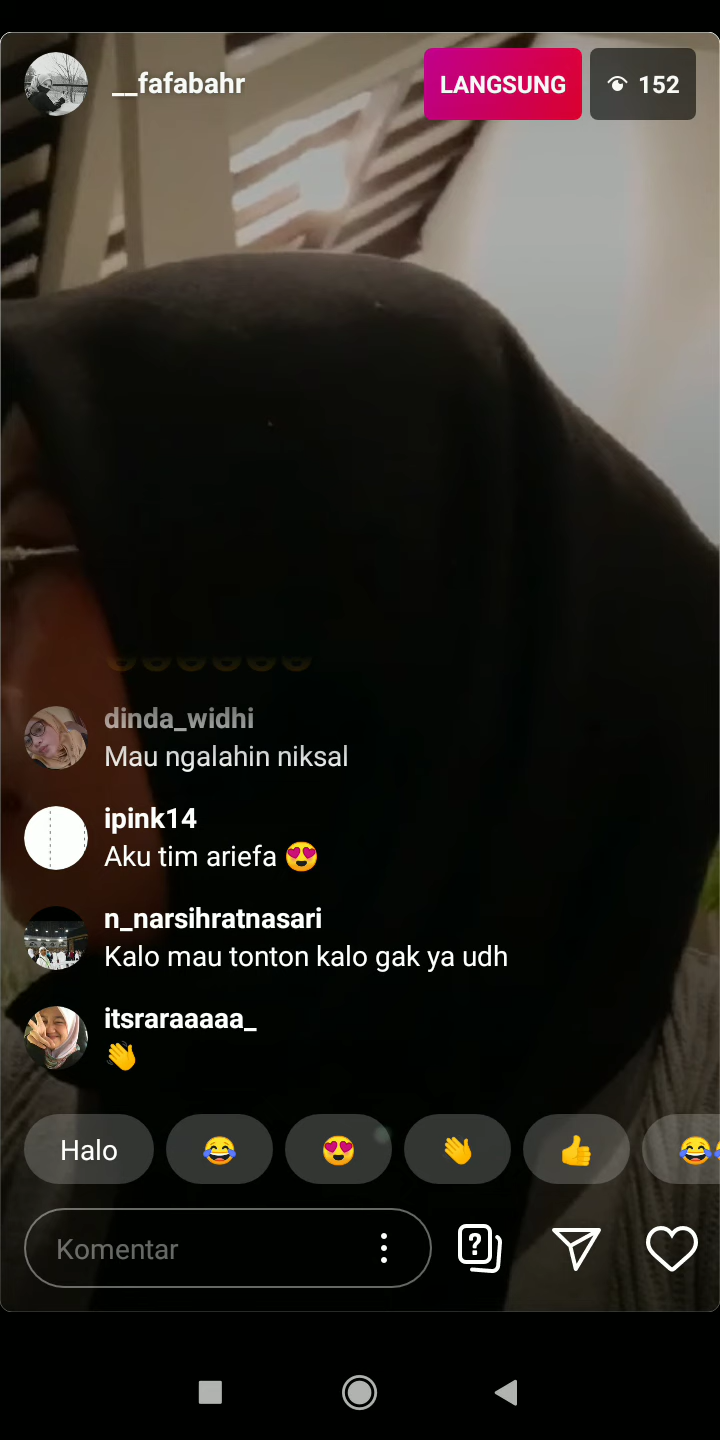 __fafabahr
LANGSUNG
152
dinda_widhi
Mau ngalahin niksal
ipink14
Aku tim ariefa 😍
n_narsihratnasari
Kalo mau tonton kalo gak ya udh
itsraraaaaa_
👋
Halo 😂 😍 👋 👍 😂
Komentar